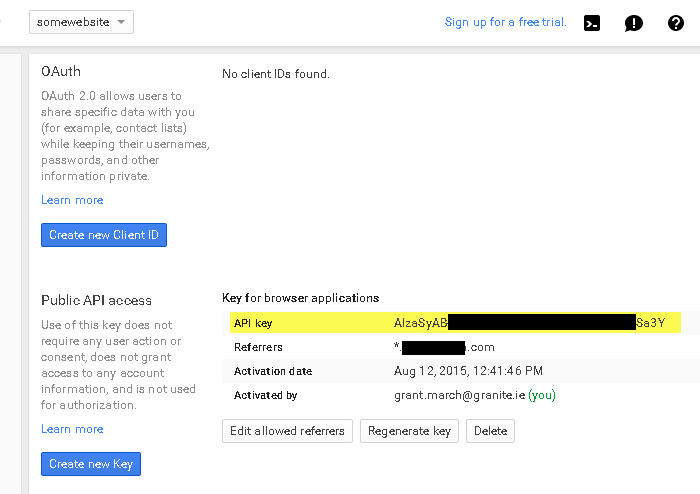 somewebsite
Sign up for a free trial.
OAuth
OAuth 2.0 allows users to
share specific data with you
(for example, contact lists)
while keeping their usernames,
passwords, and other
information private.
Learn more
Create new Client ID
No client IDs found.
Public API access
Use of this key does not
require any user action or
consent, does not grant
access to any account
information, and is not used
for authorization.
Learn more
Create new Key
Key for browser applications
API key AIzaSyAB Sa3Y
Referrers *. .com
Activation date Aug 12, 2015, 12:41:46 PM
Activated by grant.march@granite.ie (you)
Edit allowed referrers Regenerate key Delete